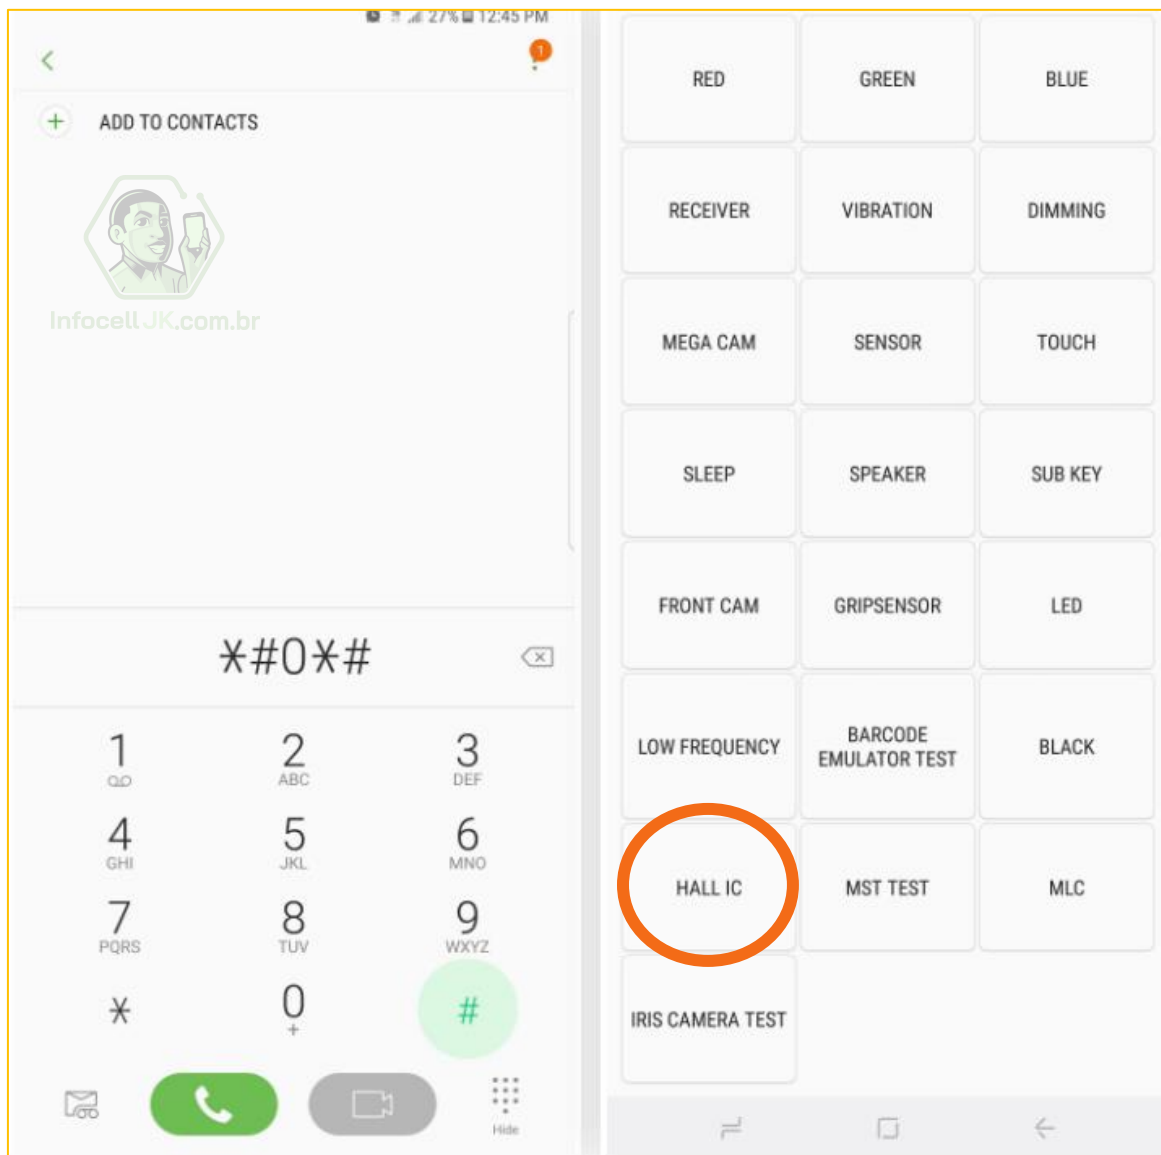 27% 12:45 PM
1
ADD TO CONTACTS
InfocellJK.com.br
*#0*#
1
2
ABC
3
DEF
4
GHI
5
JKL
6
MNO
7
PQRS
8
TUV
9
WXYZ
*
0
+
#
Hide
RED
GREEN
BLUE
RECEIVER
VIBRATION
DIMMING
MEGA CAM
SENSOR
TOUCH
SLEEP
SPEAKER
SUB KEY
FRONT CAM
GRIPSENSOR
LED
LOW FREQUENCY
BARCODE
EMULATOR TEST
BLACK
HALL IC
MST TEST
MLC
IRIS CAMERA TEST